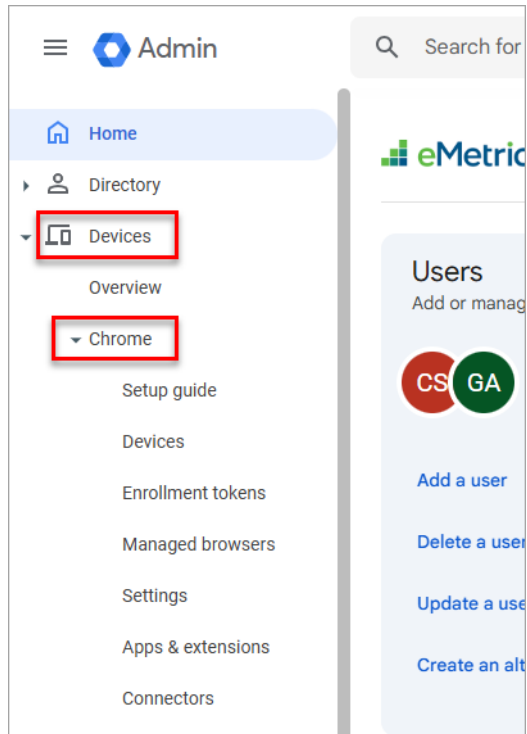 Admin
Search for
Home
Directory
Devices
Overview
Chrome
Setup guide
Devices
Enrollment tokens
Managed browsers
Settings
Apps & extensions
Connectors
eMetric
Users
Add or manag
CS GA
Add a user
Delete a user
Update a use
Create an alt